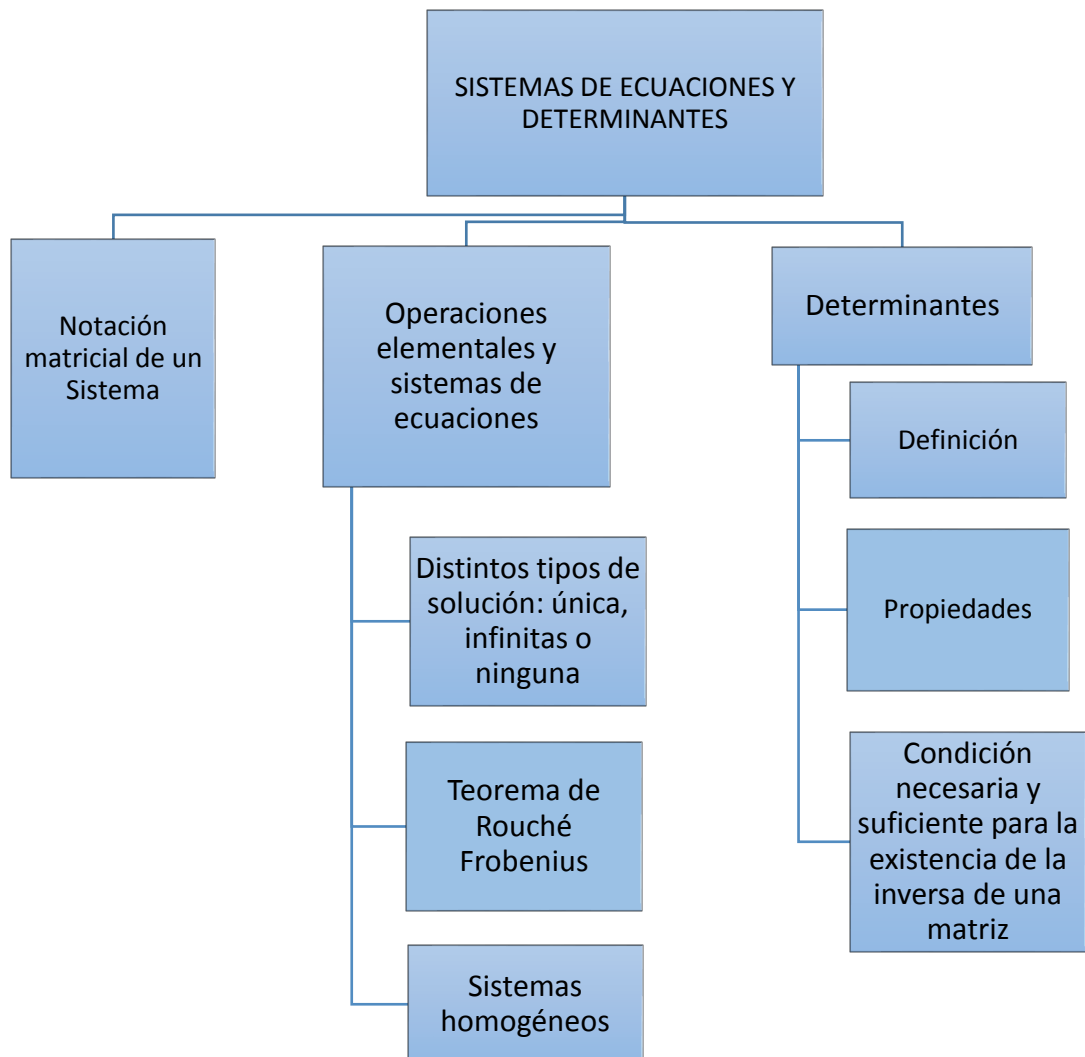 SISTEMAS DE ECUACIONES Y
DETERMINANTES
Notación
matricial de un
Sistema
Operaciones
elementales y
sistemas de
ecuaciones
Distintos tipos de
solución: única,
infinitas o
ninguna
Teorema de
Rouché
Frobenius
Sistemas
homogéneos
Determinantes
Definición
Propiedades
Condición
necesaria y
suficiente para la
existencia de la
inversa de una
matriz